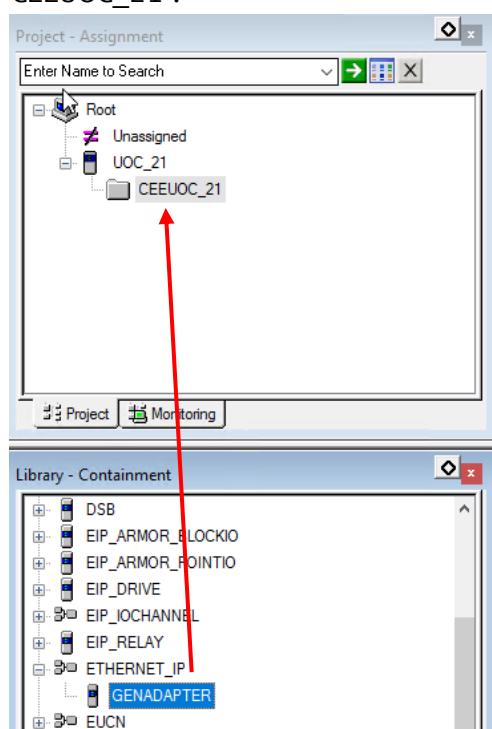 CEEUOC_21 .
Project - Assignment
Enter Name to Search
Root
Unassigned
UOC_21
CEEUOC_21
Project
Monitoring
Library - Containment
DSB
EIP_ARMOR_BLOCKIO
EIP_ARMOR_POINTIO
EIP_DRIVE
EIP_IOCHANNEL
EIP_RELAY
ETHERNET_IP
GENADAPTER
EUCN